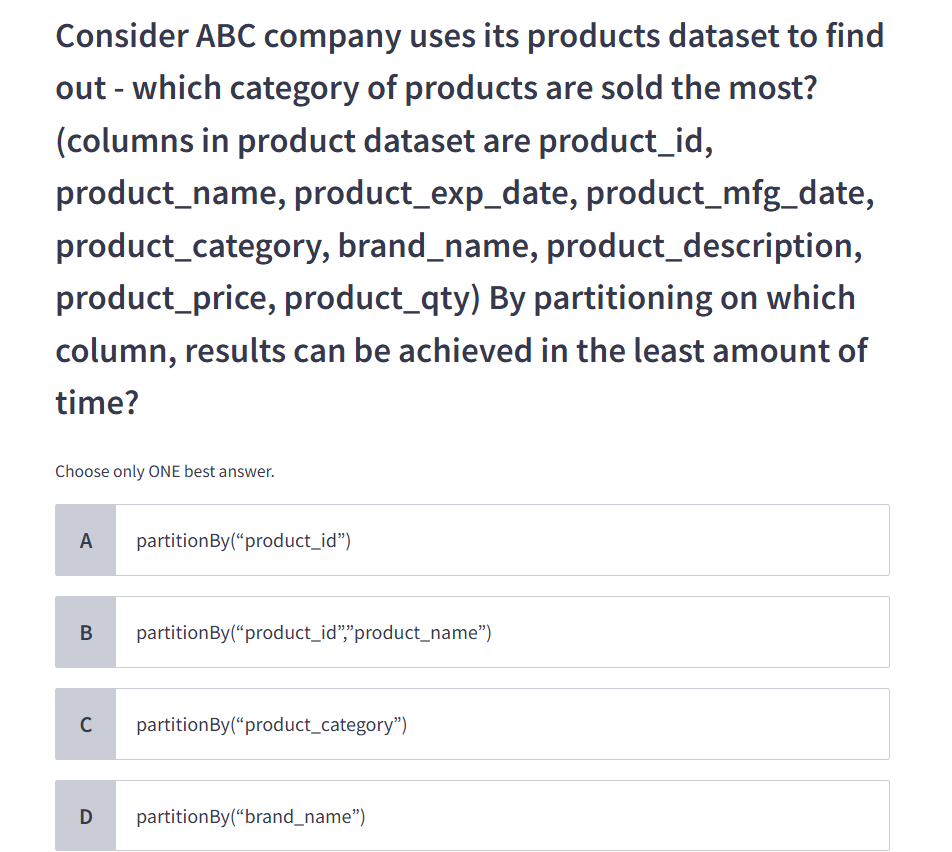 Consider ABC company uses its products dataset to find
out - which category of products are sold the most?
(columns in product dataset are product_id,
product_name, product_exp_date, product_mfg_date,
product_category, brand_name, product_description,
product_price, product_qty) By partitioning on which
column, results can be achieved in the least amount of
time?
Choose only ONE best answer.
A partitionBy(“product_id”)
B partitionBy(“product_id”,”product_name”)
C partitionBy(“product_category”)
D partitionBy(“brand_name”)